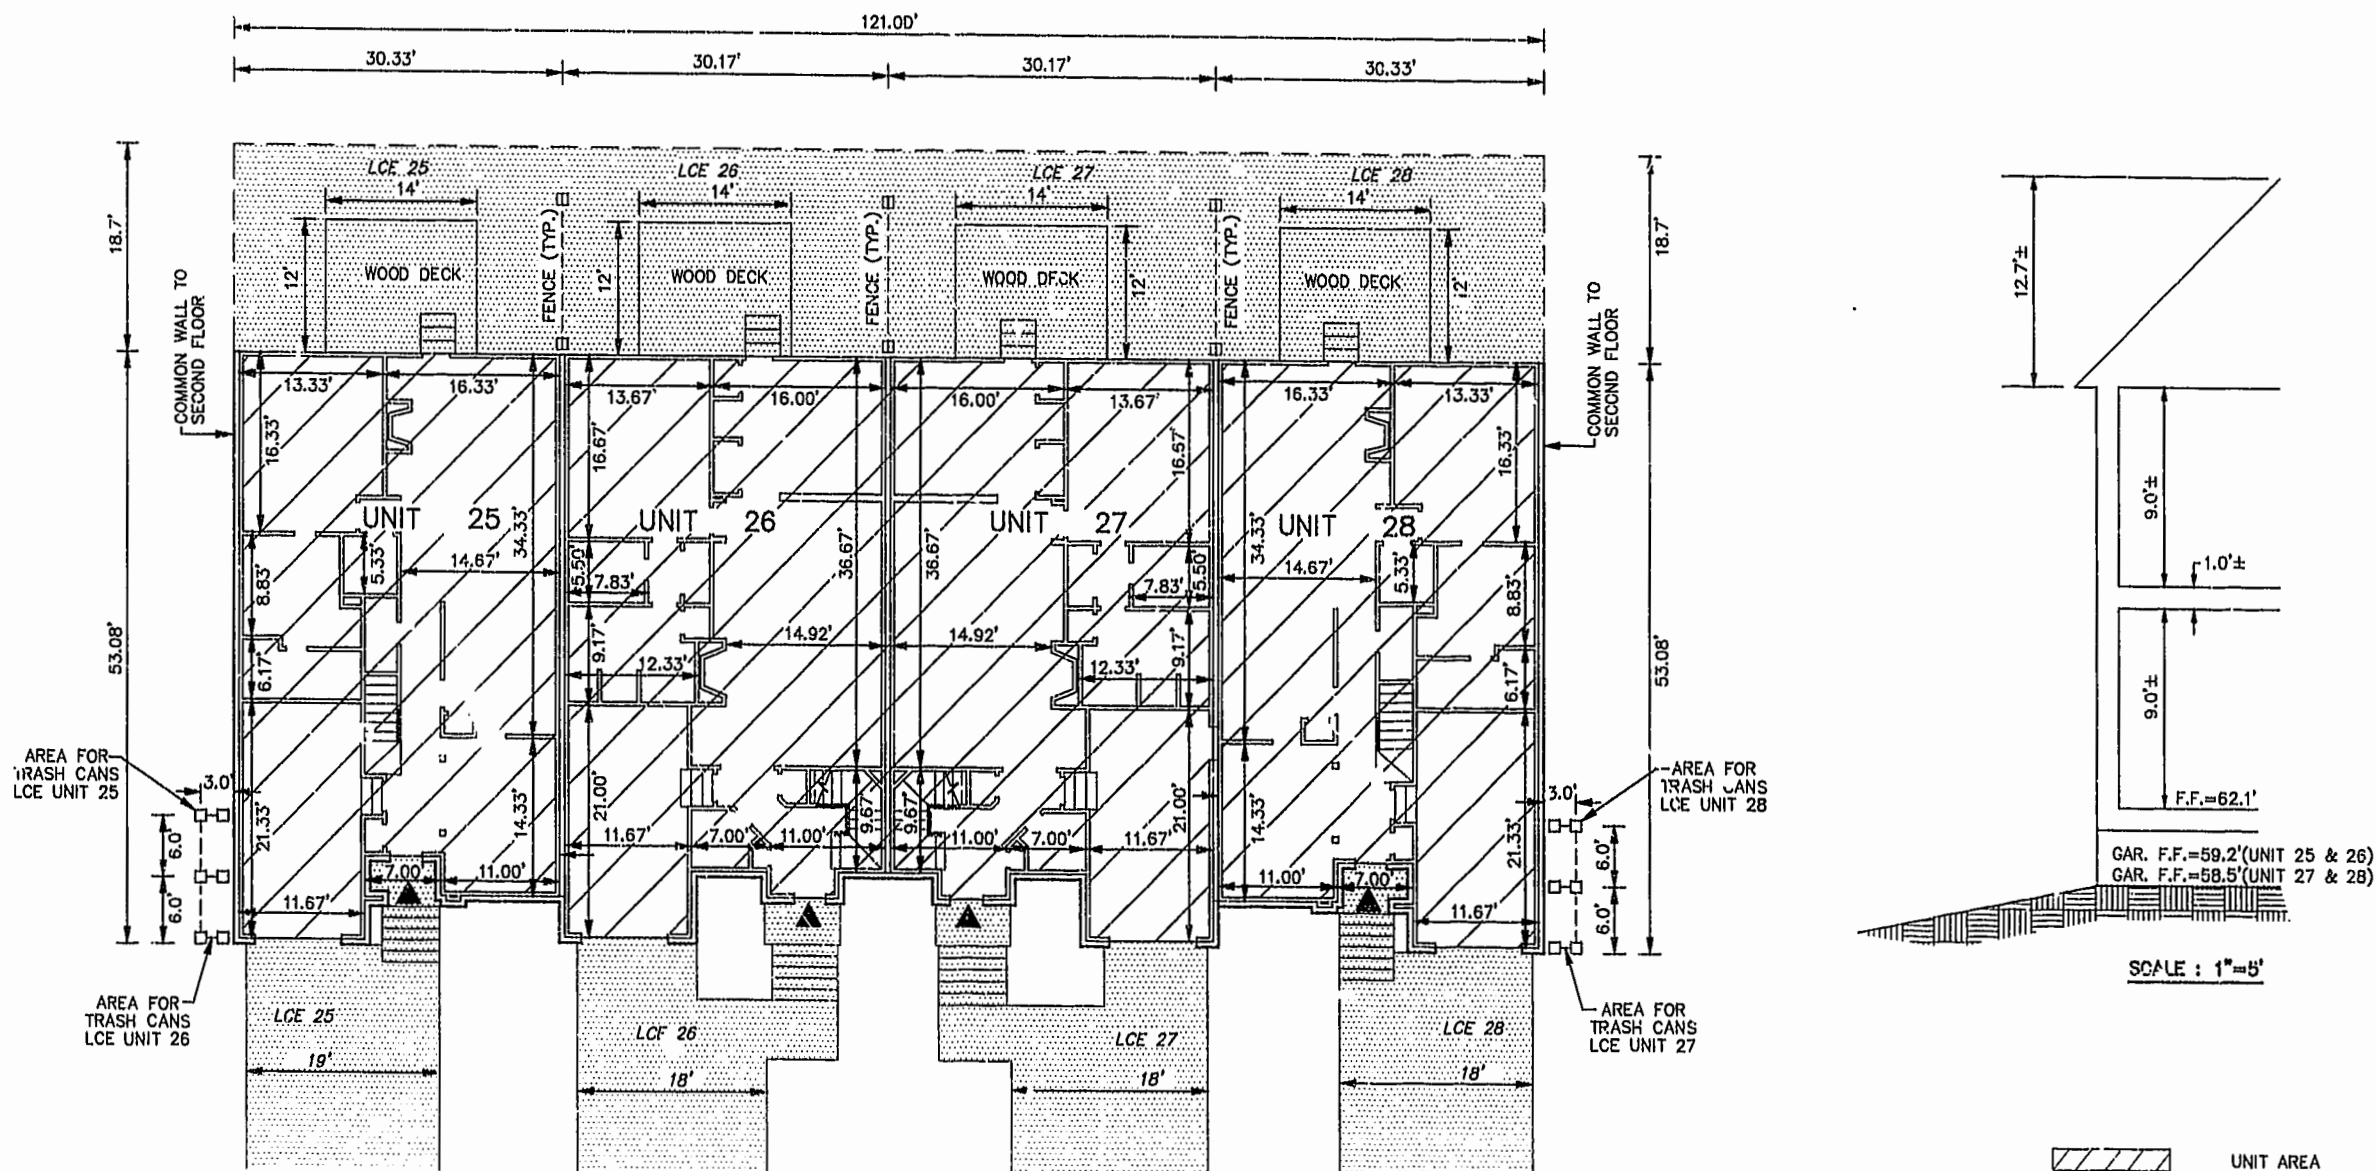 121.0D'
30.33'
30.17'
30.17'
30.33'
18.7'
LCE 25
14'
12'
WOOD DECK
FENCE (TYP.)
LCE 26
14'
12'
WOOD DECK
FENCE (TYP.)
LCE 27
14'
WOOD DECK
12'
FENCE (TYP.)
LCE 28
14'
WOOD DECK
12'
18.7'
COMMON WALL TO
SECOND FLOOR
COMMON WALL TO
SECOND FLOOR
53.08'
53.08'
13.33'
16.33'
16.33'
UNIT 25
34.33'
8.83'
5.33'
14.67'
6.17'
21.33'
14.33'
7.00'
11.00'
11.67'
13.67'
16.00'
16.67'
UNIT 26
36.67'
5.50'
7.83'
9.17'
14.92'
12.33'
21.00'
9.67'
11.67'
7.00'
11.00'
16.00'
13.67'
16.67'
UNIT 27
36.67'
5.50'
7.83'
14.92'
9.17'
12.33'
9.67'
21.00'
11.00'
7.00'
11.67'
16.33'
13.33'
16.33'
UNIT 28
34.33'
14.67'
5.33'
8.83'
6.17'
14.33'
21.33'
11.00'
7.00'
11.67'
AREA FOR
TRASH CANS
LCE UNIT 25
3.0'
6.0'
6.0'
AREA FOR
TRASH CANS
LCE UNIT 26
AREA FOR
TRASH CANS
LCE UNIT 28
3.0'
6.0'
6.0'
AREA FOR
TRASH CANS
LCE UNIT 27
LCE 25
19'
LCE 26
18'
LCE 27
18'
LCE 28
18'
12.7'±
9.0'±
1.0'±
9.0'±
F.F.=62.1'
GAR. F.F.=59.2'(UNIT 25 & 26)
GAR. F.F.=58.5'(UNIT 27 & 28)
SCALE : 1"=5'
UNIT AREA